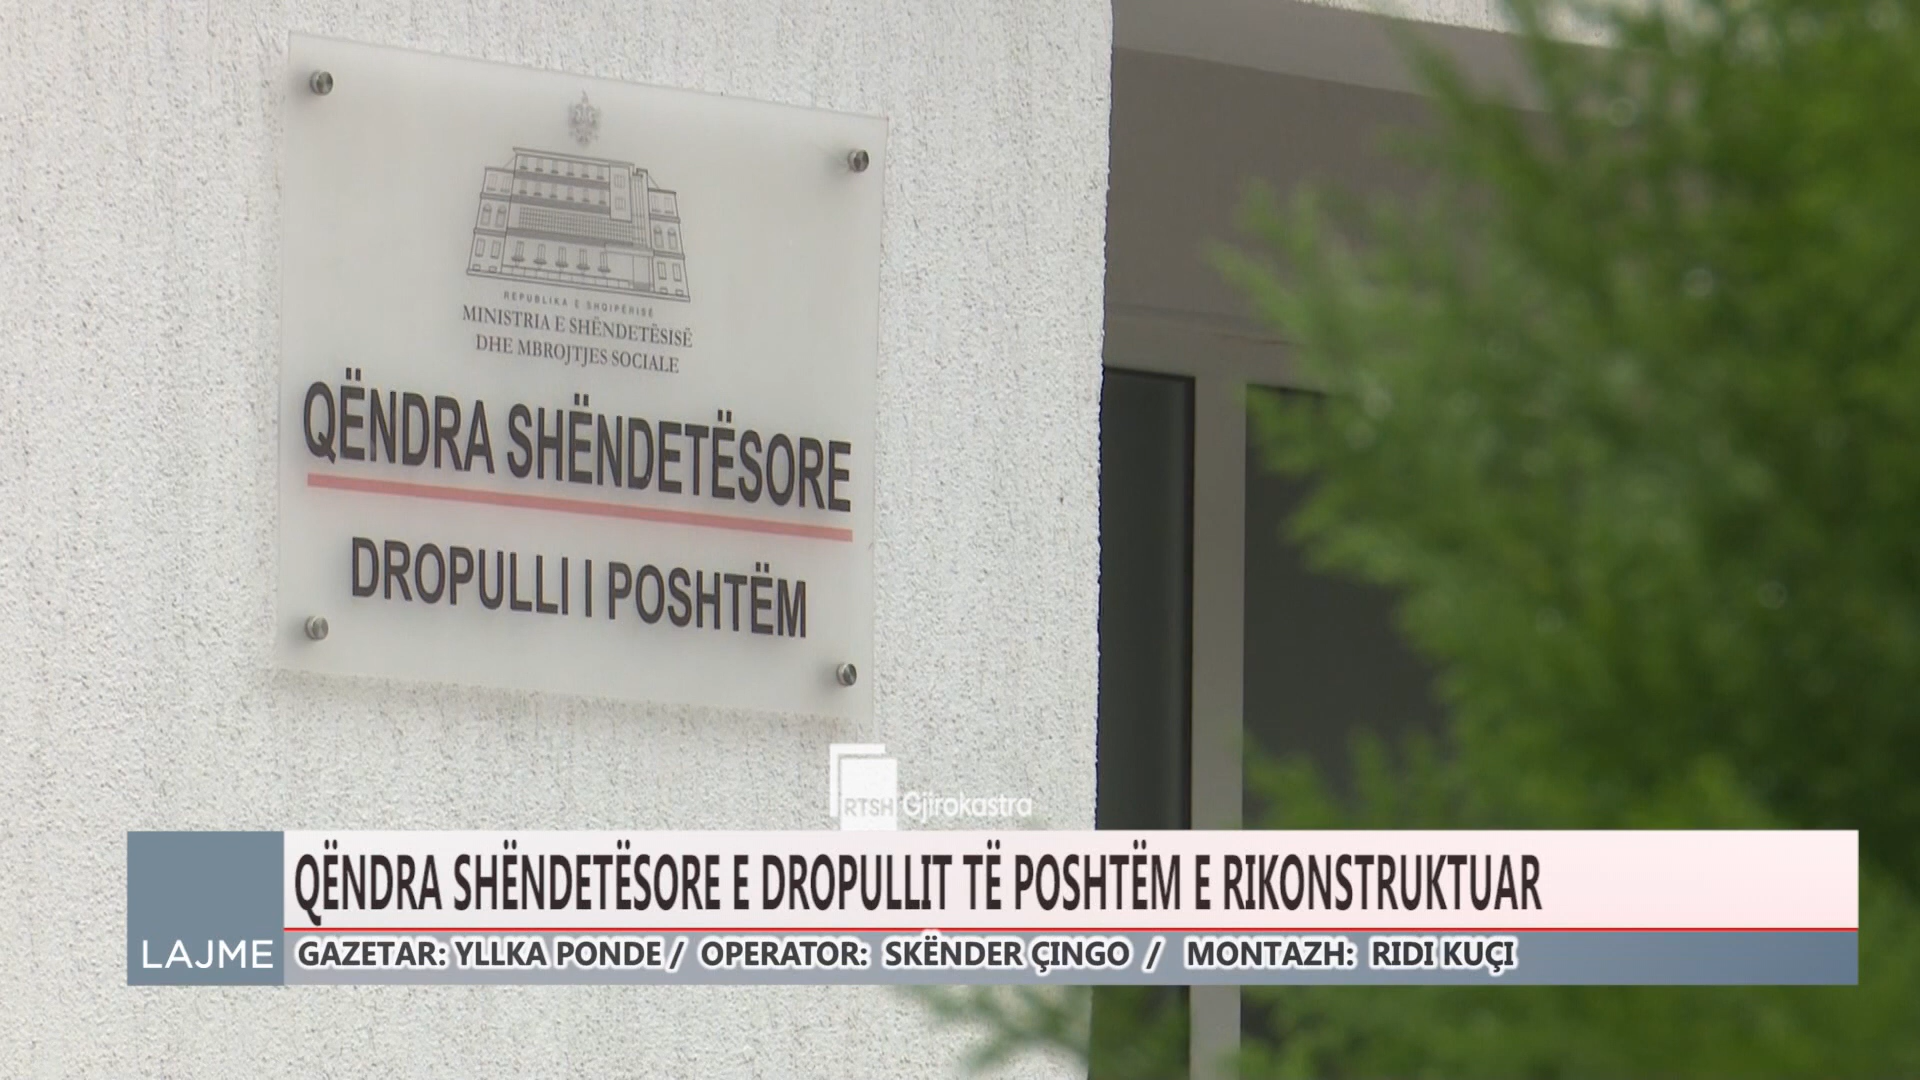 REPUBLIKA E SHQIPËRISË
MINISTRIA E SHËNDETËSISË
DHE MBROJTJES SOCIALE
QËNDRA SHËNDETËSORE
DROPULLI I POSHTËM
RTSH Gjirokastra
QËNDRA SHËNDETËSORE E DROPULLIT TË POSHTËM E RIKONSTRUKTUAR
LAJME GAZETAR: YLLKA PONDE / OPERATOR: SKËNDER ÇINGO / MONTAZH: RIDI KUÇI